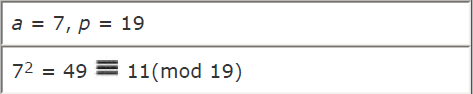 a = 7, p = 19
7² = 49 ≡ 11(mod 19)